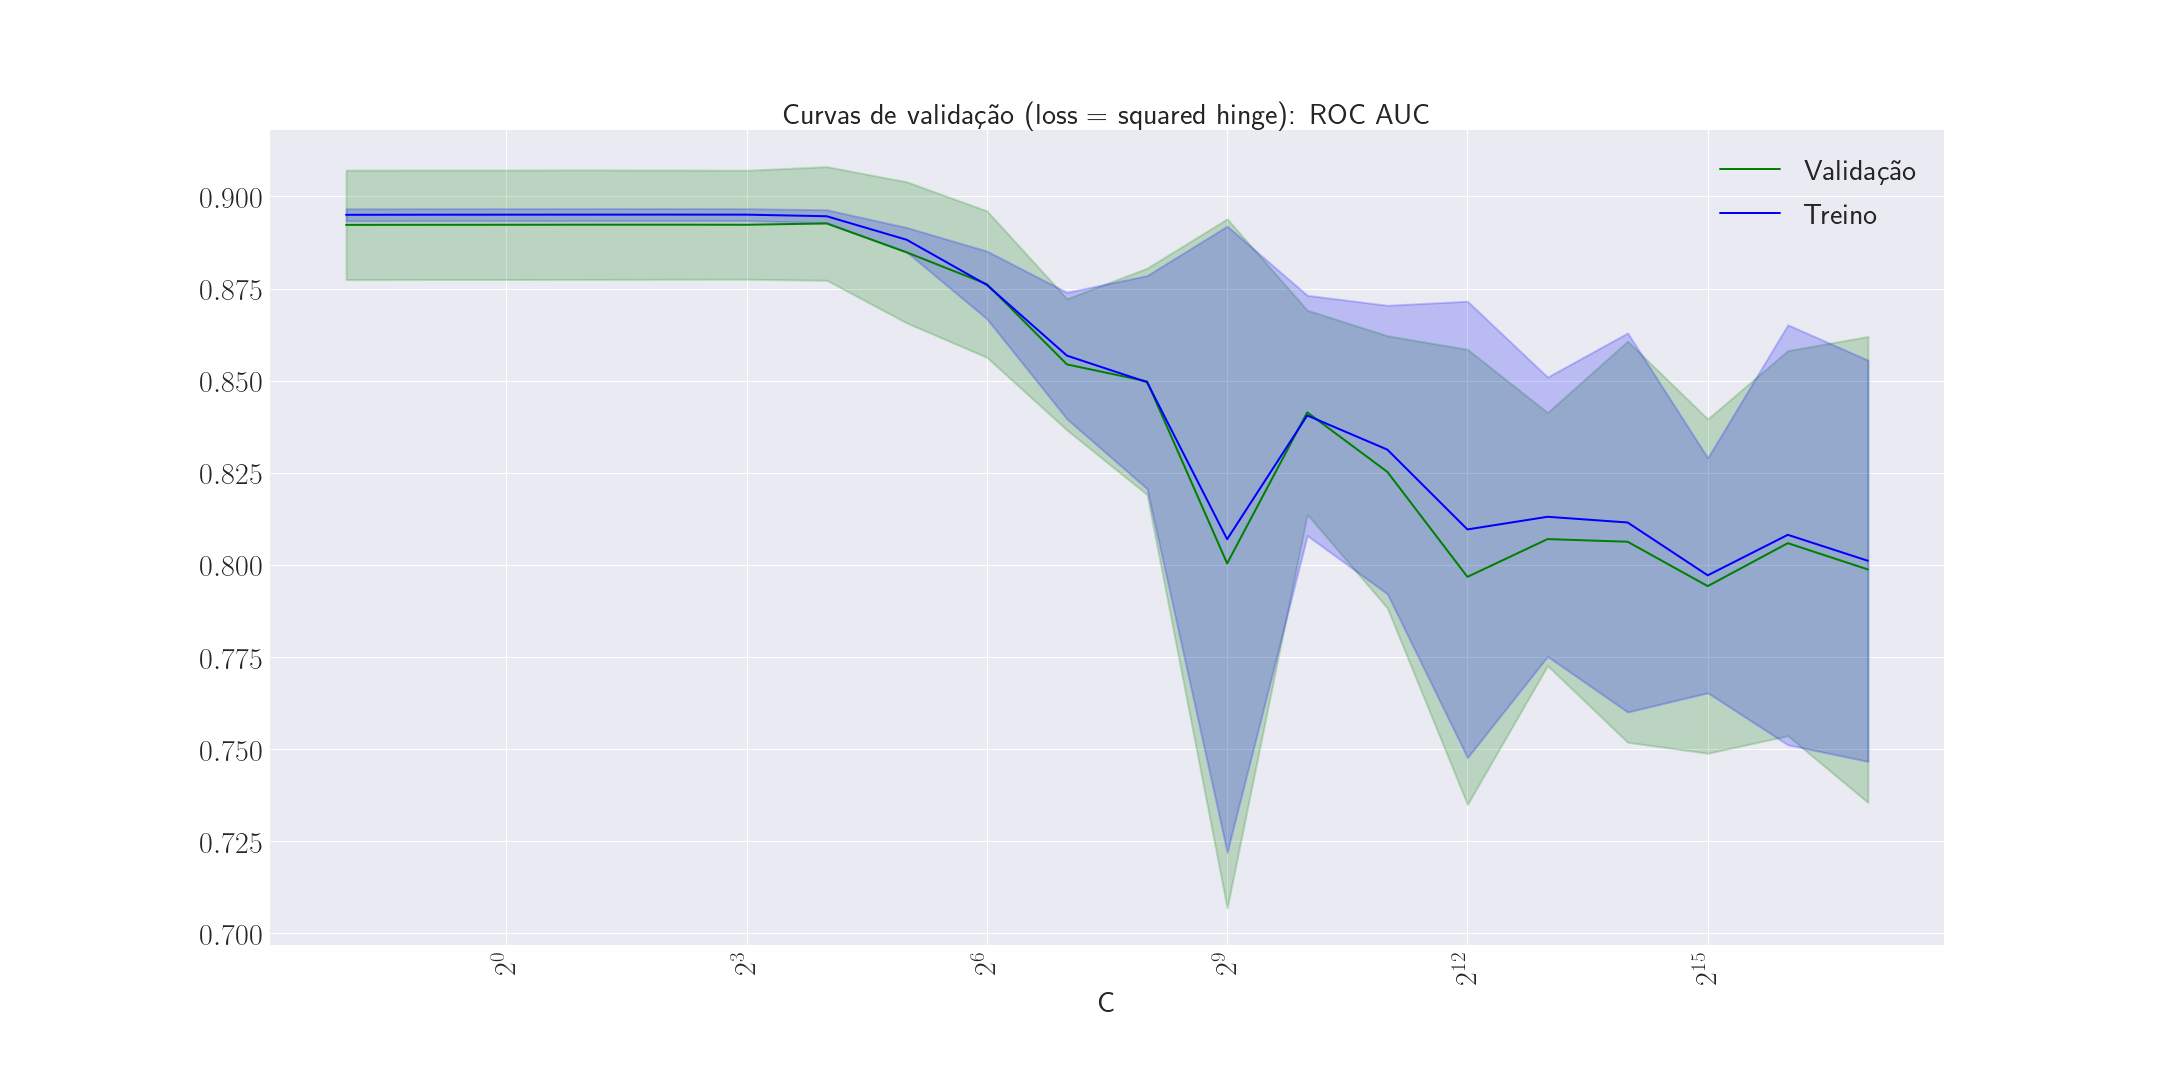 Curvas de validação (loss = squared hinge): ROC AUC
Validação
Treino
0.900
0.875
0.850
0.825
0.800
0.775
0.750
0.725
0.700
2^0 2^3 2^6 2^9 2^12 2^15
C